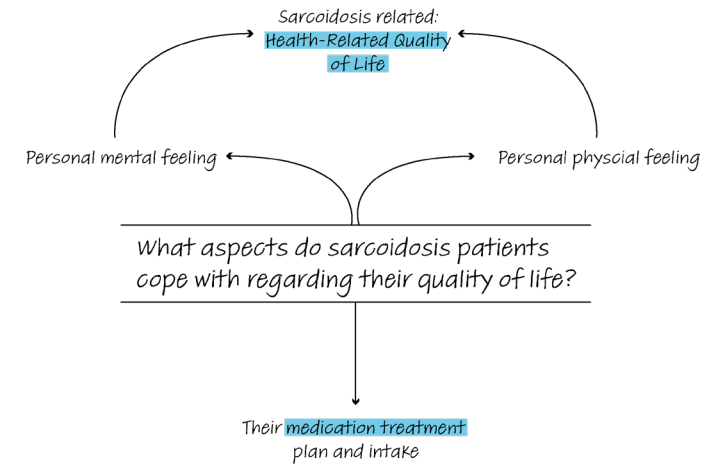 Sarcoidosis related:
Health-Related Quality
of Life
Personal mental feeling
Personal physcial feeling
What aspects do sarcoidosis patients
cope with regarding their quality of life?
Their medication treatment
plan and intake